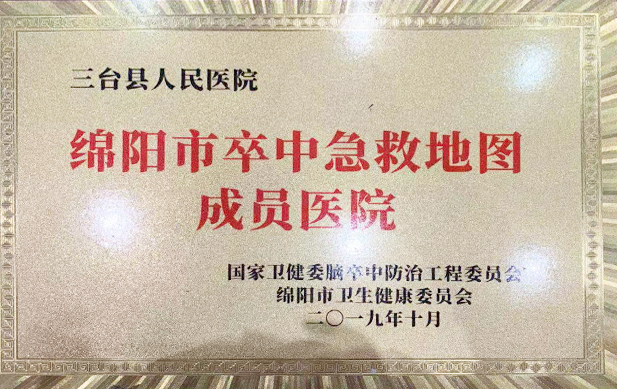 三台县人民医院
绵阳市卒中急救地图
成员医院
国家卫健委脑卒中防治工程委员会
绵阳市卫生健康委员会
二〇一九年十月